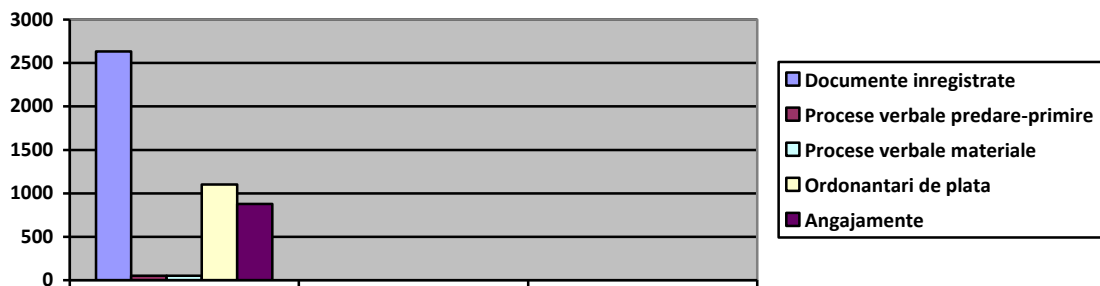 3000
2500
2000
1500
1000
500
0
Documente inregistrate
Procese verbale predare-primire
Procese verbale materiale
Ordonantari de plata
Angajamente